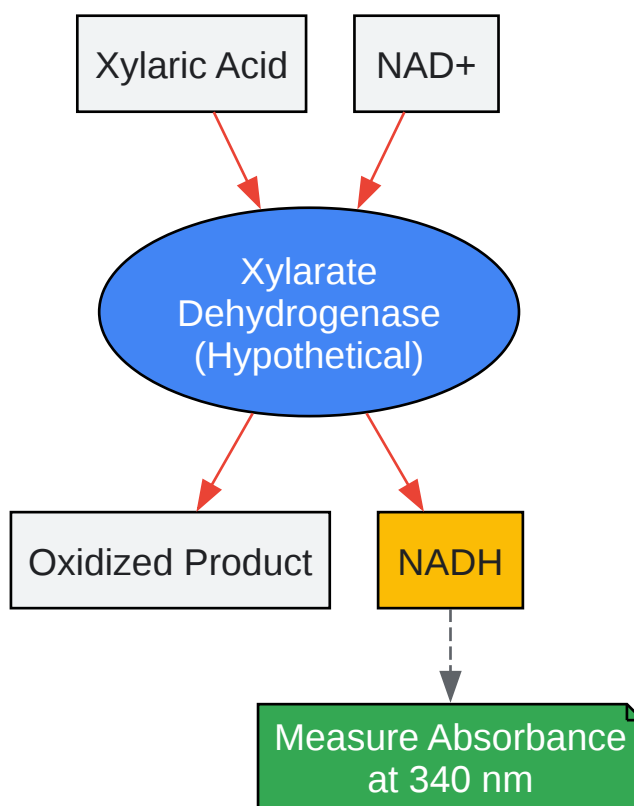 Xylaric Acid
NAD+
Xylarate
Dehydrogenase
(Hypothetical)
Oxidized Product
NADH
Measure Absorbance
at 340 nm